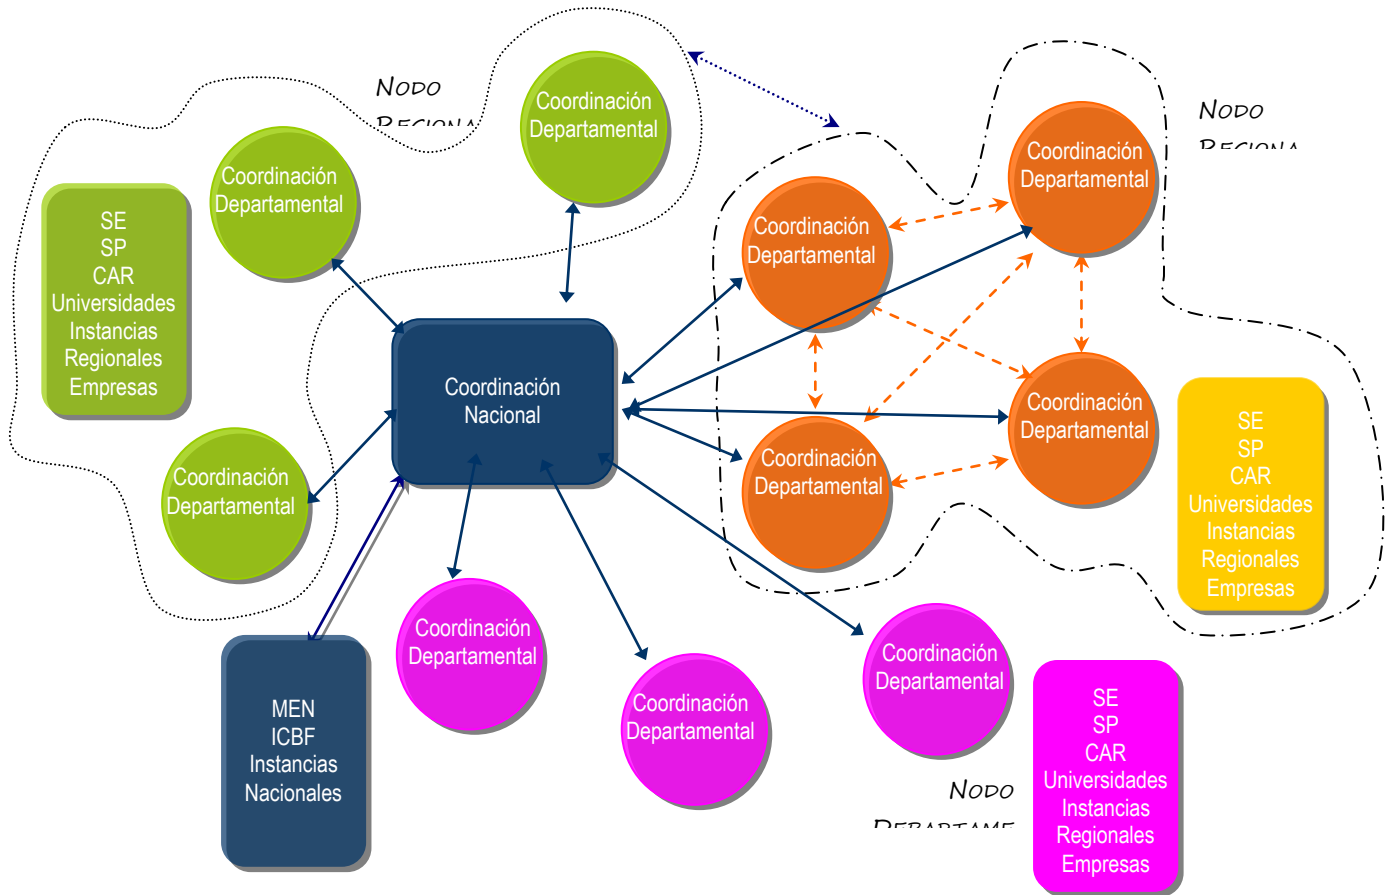 NODO
Coordinación
Departamental
NODO
Coordinación
Departamental
Coordinación
Departamental
SE
SP
CAR
Universidades
Instancias
Regionales
Empresas
Coordinación
Departamental
Coordinación
Nacional
Coordinación
Departamental
Coordinación
Departamental
Coordinación
Departamental
Coordinación
Departamental
SE
SP
CAR
Universidades
Instancias
Regionales
Empresas
Coordinación
Departamental
Coordinación
Departamental
Coordinación
Departamental
MEN
ICBF
Instancias
Nacionales
SE
SP
CAR
Universidades
Instancias
Regionales
Empresas
NODO